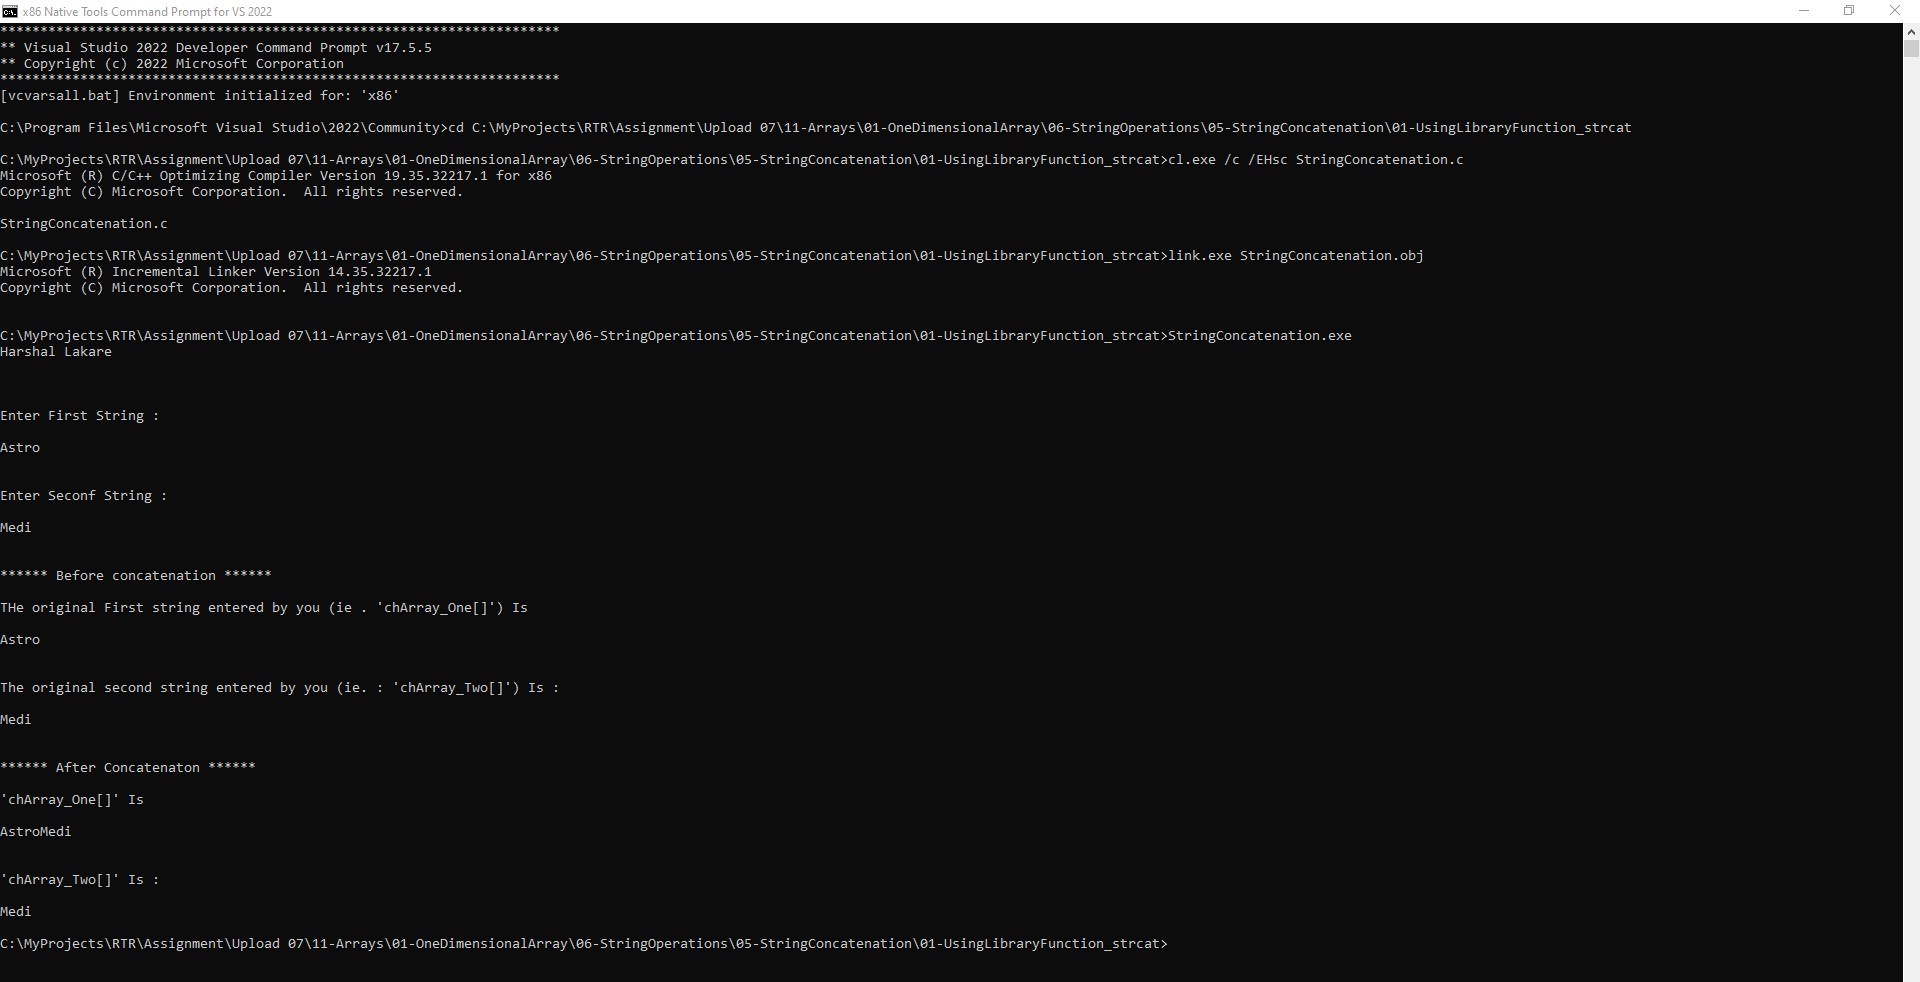 x86 Native Tools Command Prompt for VS 2022
**********************************************************************
** Visual Studio 2022 Developer Command Prompt v17.5.5
** Copyright (c) 2022 Microsoft Corporation
**********************************************************************
[vcvarsall.bat] Environment initialized for: 'x86'
C:\Program Files\Microsoft Visual Studio\2022\Community>cd C:\MyProjects\RTR\Assignment\Upload 07\11-Arrays\01-OneDimensionalArray\06-StringOperations\05-StringConcatenation\01-UsingLibraryFunction_strcat
C:\MyProjects\RTR\Assignment\Upload 07\11-Arrays\01-OneDimensionalArray\06-StringOperations\05-StringConcatenation\01-UsingLibraryFunction_strcat>cl.exe /c /EHsc StringConcatenation.c
Microsoft (R) C/C++ Optimizing Compiler Version 19.35.32217.1 for x86
Copyright (C) Microsoft Corporation.  All rights reserved.
StringConcatenation.c
C:\MyProjects\RTR\Assignment\Upload 07\11-Arrays\01-OneDimensionalArray\06-StringOperations\05-StringConcatenation\01-UsingLibraryFunction_strcat>link.exe StringConcatenation.obj
Microsoft (R) Incremental Linker Version 14.35.32217.1
Copyright (C) Microsoft Corporation.  All rights reserved.
C:\MyProjects\RTR\Assignment\Upload 07\11-Arrays\01-OneDimensionalArray\06-StringOperations\05-StringConcatenation\01-UsingLibraryFunction_strcat>StringConcatenation.exe
Harshal Lakare
Enter First String :
Astro
Enter Seconf String :
Medi
****** Before concatenation ******
THe original First string entered by you (ie . 'chArray_One[]') Is
Astro
The original second string entered by you (ie. : 'chArray_Two[]') Is :
Medi
****** After Concatenaton ******
'chArray_One[]' Is
AstroMedi
'chArray_Two[]' Is :
Medi
C:\MyProjects\RTR\Assignment\Upload 07\11-Arrays\01-OneDimensionalArray\06-StringOperations\05-StringConcatenation\01-UsingLibraryFunction_strcat>